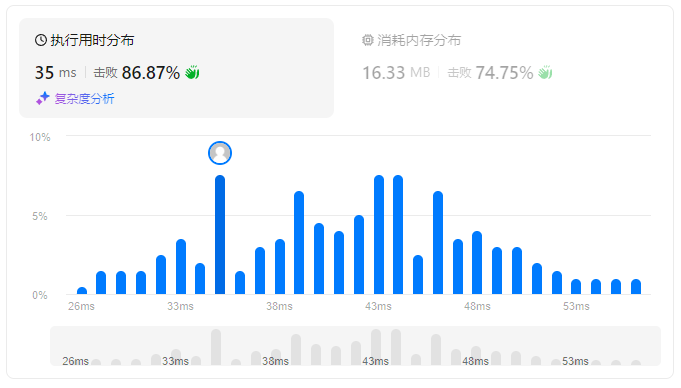 执行用时分布
35 ms | 击败 86.87%
复杂度分析
消耗内存分布
16.33 MB | 击败 74.75%
10%
5%
0%
26ms 33ms 38ms 43ms 48ms 53ms
26ms 33ms 38ms 43ms 48ms 53ms